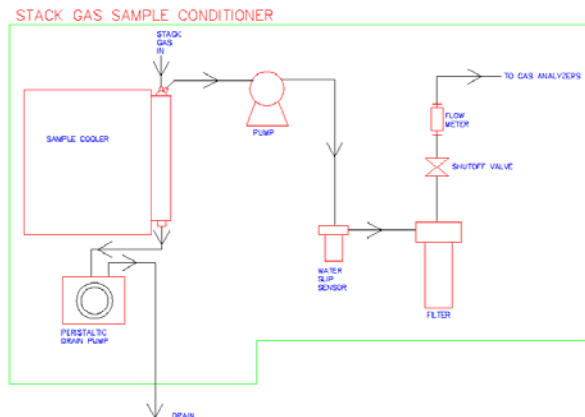 STACK GAS SAMPLE CONDITIONER
STACK
GAS
IN
TO GAS ANALYZERS
FLOW
METER
PUMP
SAMPLE COOLER
SHUTOFF VALVE
WATER
SLIP
SENSOR
FILTER
PERISTALTIC
DRAIN PUMP
DRAIN